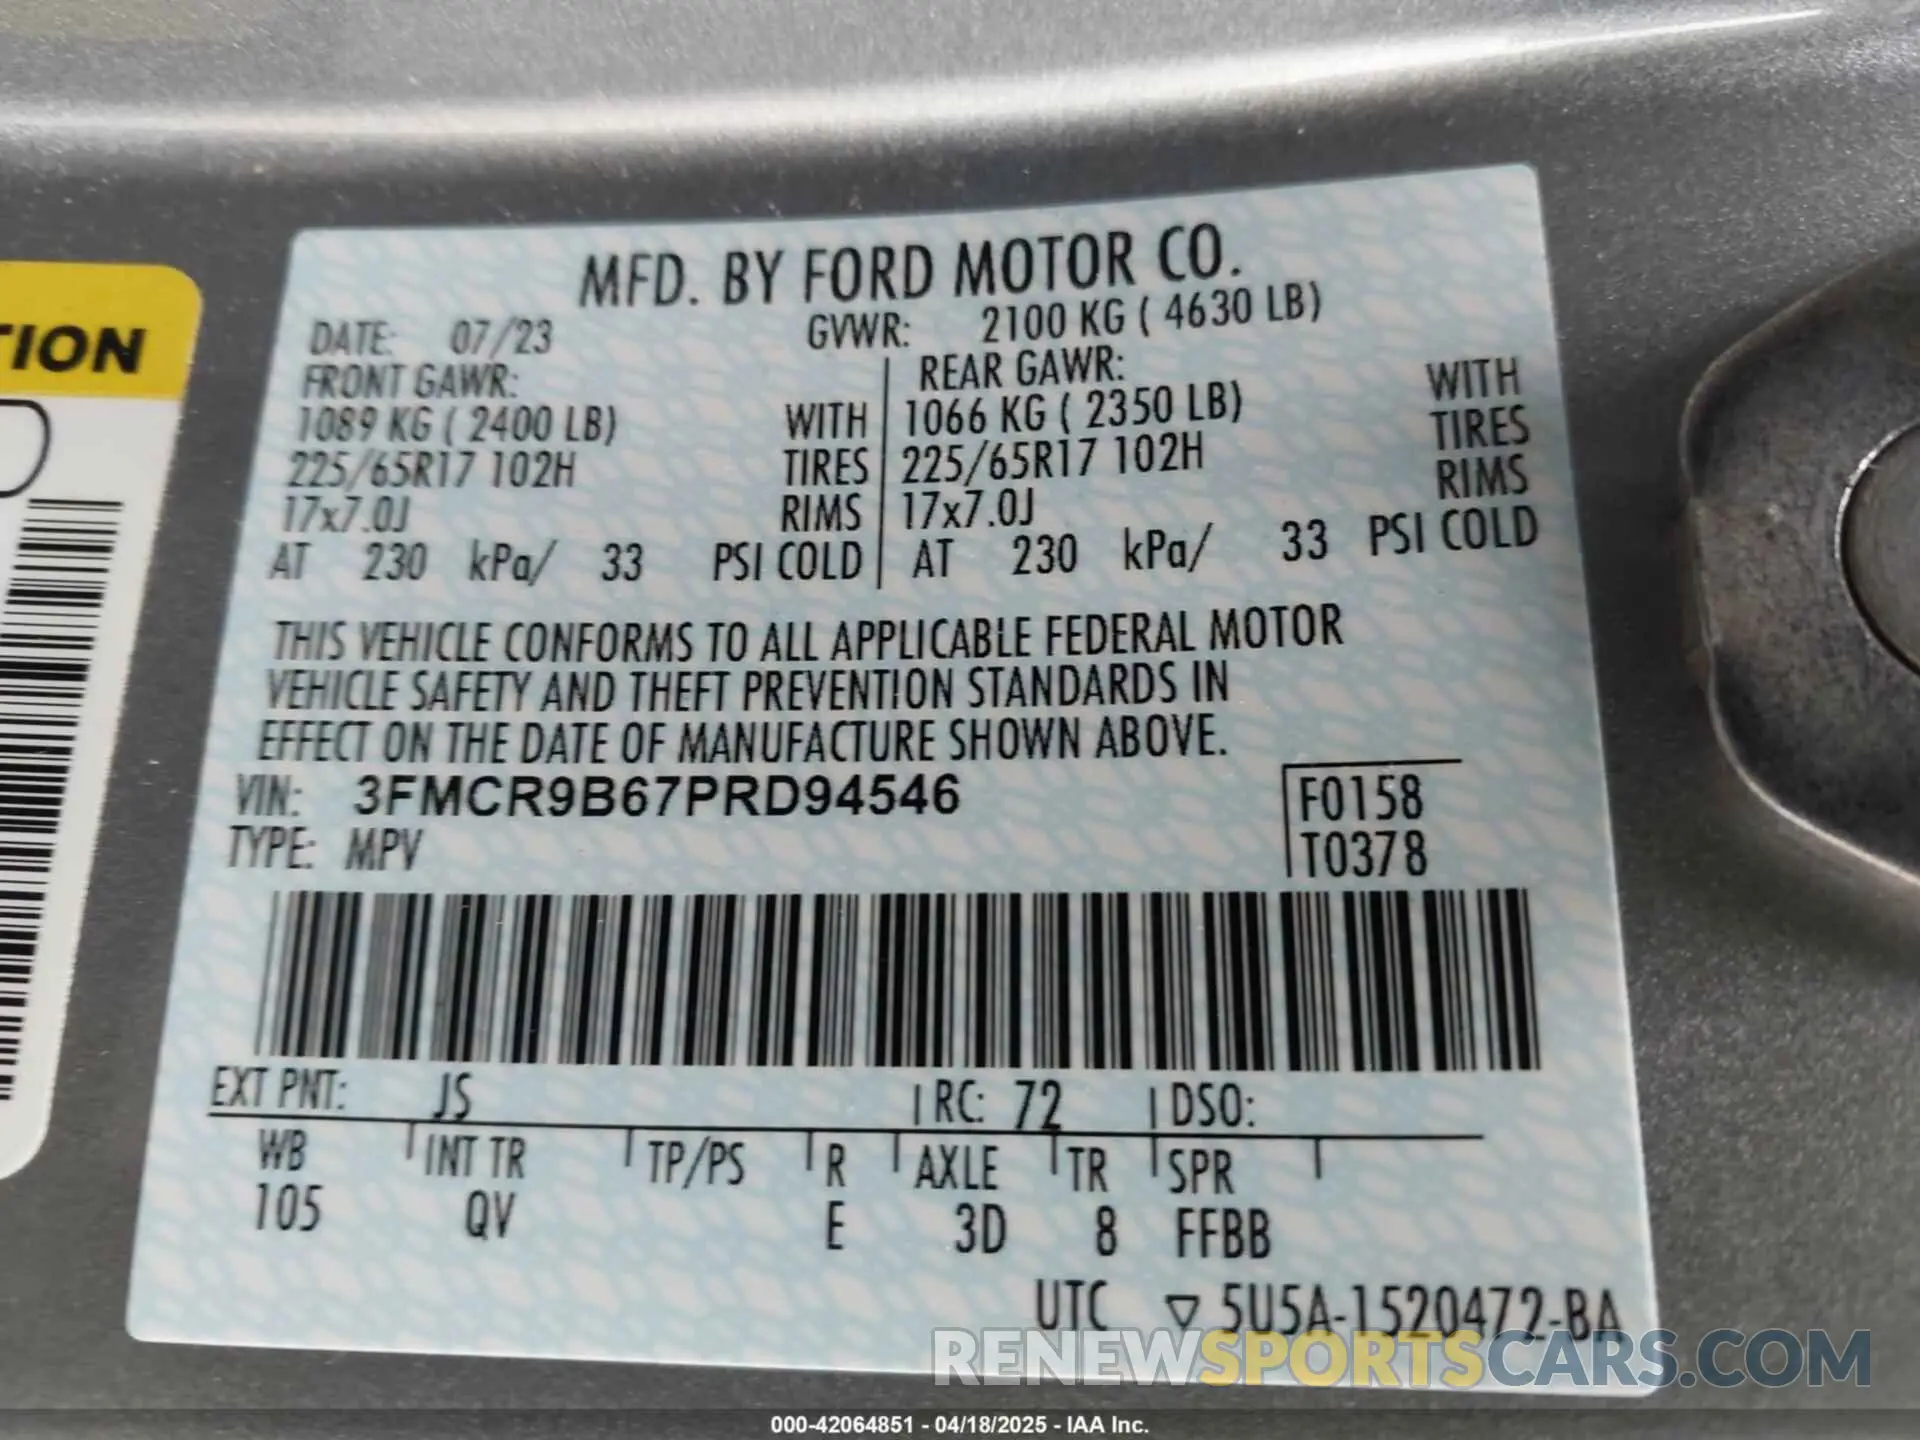 MFD. BY FORD MOTOR CO.
DATE: 07/23 GVWR: 2100 KG ( 4630 LB)
FRONT GAWR: REAR GAWR:
1089 KG ( 2400 LB) WITH 1066 KG ( 2350 LB) WITH
225/65R17 102H TIRES 225/65R17 102H TIRES
17x7.0J RIMS 17x7.0J RIMS
AT 230 kPa/ 33 PSI COLD AT 230 kPa/ 33 PSI COLD
THIS VEHICLE CONFORMS TO ALL APPLICABLE FEDERAL MOTOR
VEHICLE SAFETY AND THEFT PREVENTION STANDARDS IN
EFFECT ON THE DATE OF MANUFACTURE SHOWN ABOVE.
VIN: 3FMCR9B67PRD94546 F0158
TYPE: MPV T0378
EXT PNT: JS RC: 72 DSO:
WB INT TR TP/PS R AXLE TR SPR
105 QV E 3D 8 FFBB
UTC ▽ 5U5A-1520472-BA
TION
RENEWSPORTSCARS.COM
000-42064851 - 04/18/2025 - IAA Inc.